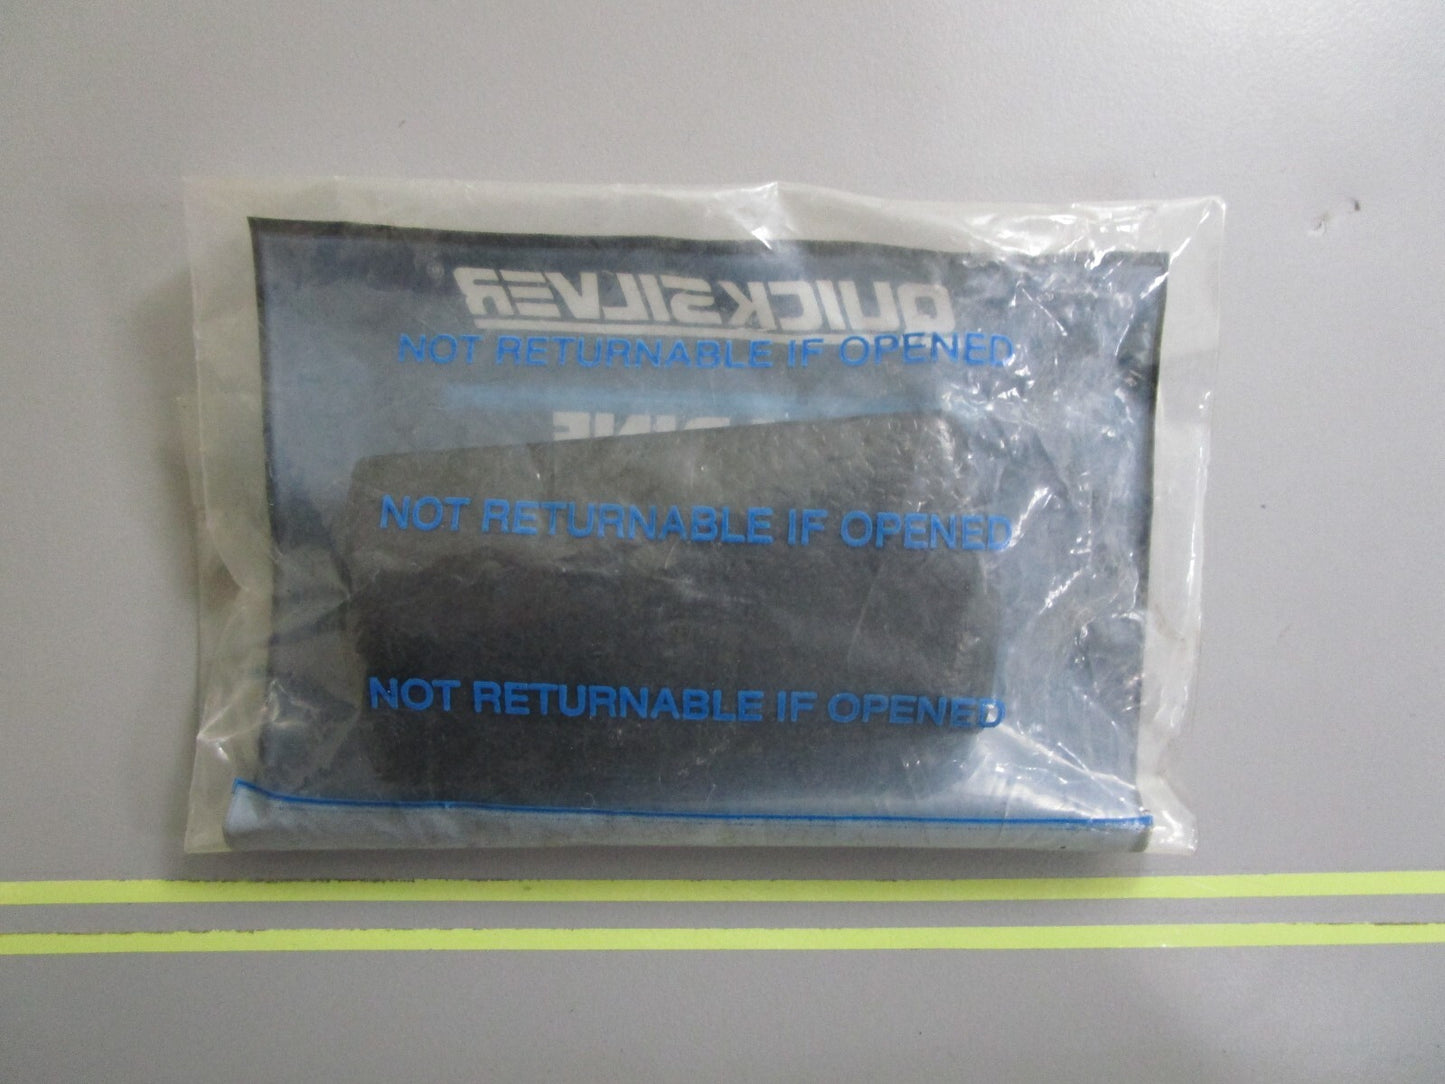 QUICKSILVER
NOT RETURNABLE IF OPENED
NOT RETURNABLE IF OPENED
NOT RETURNABLE IF OPENED